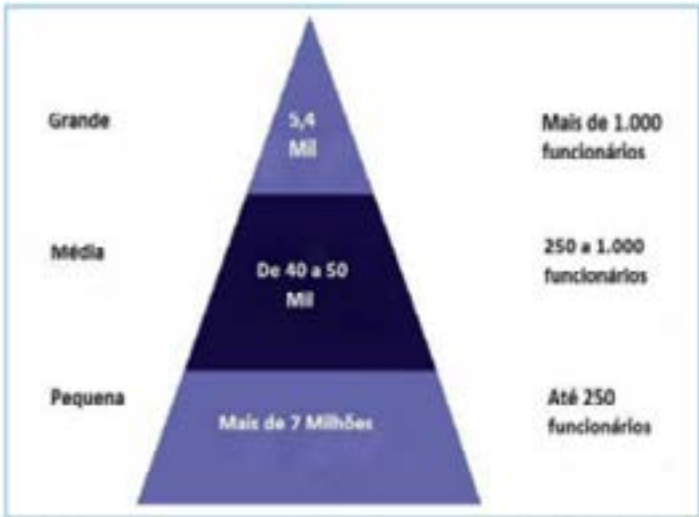 Grande
5,4
Mil
Mais de 1.000
funcionários
Média
De 40 a 50
Mil
250 a 1.000
funcionários
Pequena
Mais de 7 Milhões
Até 250
funcionários